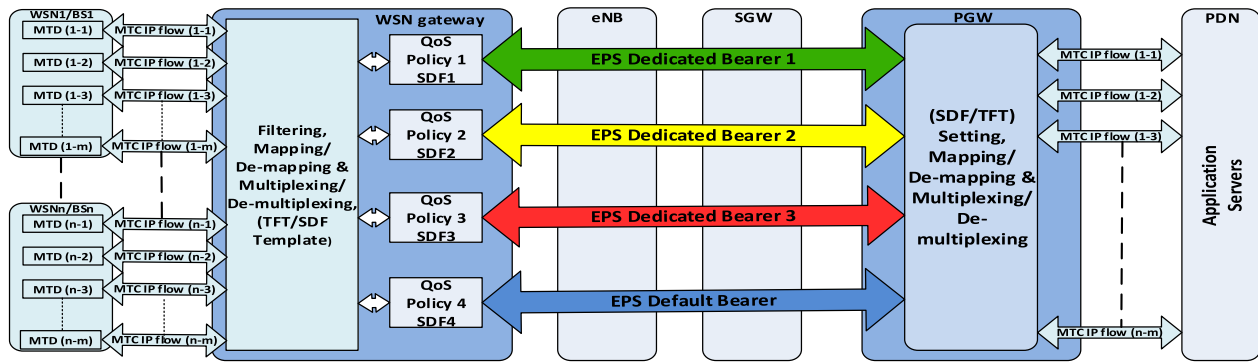 WSN1/BS1
MTD (1-1)
MTD (1-2)
MTD (1-3)
MTD (1-m)
WSNn/BSn
MTD (n-1)
MTD (n-2)
MTD (n-3)
MTD (n-m)
MTC IP flow (1-1)
MTC IP flow (1-2)
MTC IP flow (1-3)
MTC IP flow (1-m)
MTC IP flow (n-1)
MTC IP flow (n-2)
MTC IP flow (n-3)
MTC IP flow (n-m)
WSN gateway
Filtering,
Mapping/
De-mapping &
Multiplexing/
De-multiplexing,
(TFT/SDF
Template)
QoS
Policy 1
SDF1
QoS
Policy 2
SDF2
QoS
Policy 3
SDF3
QoS
Policy 4
SDF4
eNB
SGW
EPS Dedicated Bearer 1
EPS Dedicated Bearer 2
EPS Dedicated Bearer 3
EPS Default Bearer
PGW
(SDF/TFT)
Setting,
Mapping/
De-mapping &
Multiplexing/
De-
multiplexing
MTC IP flow (1-1)
MTC IP flow (1-2)
MTC IP flow (1-3)
MTC IP flow (n-m)
PDN
Application
Servers